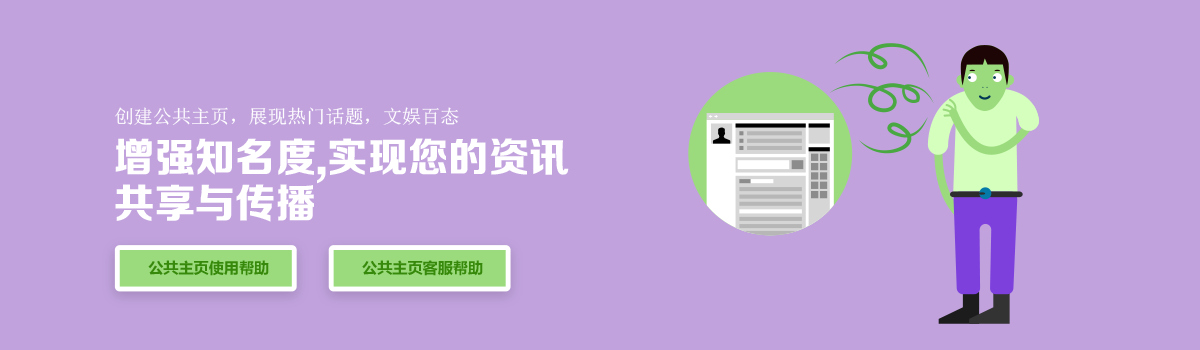 创建公共主页，展现热门话题，文娱百态
增强知名度,实现您的资讯
共享与传播
公共主页使用帮助
公共主页客服帮助